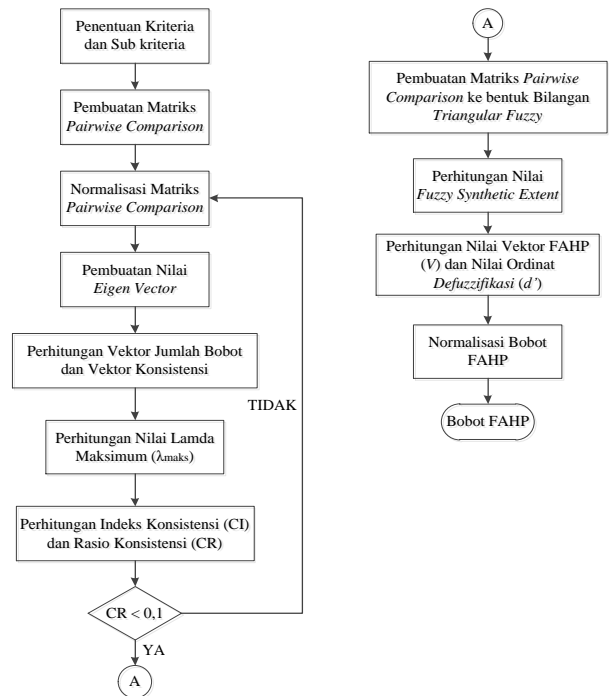 Penentuan Kriteria
dan Sub kriteria
Pembuatan Matriks
Pairwise Comparison
Normalisasi Matriks
Pairwise Comparison
Pembuatan Nilai
Eigen Vector
Perhitungan Vektor Jumlah Bobot
dan Vektor Konsistensi
TIDAK
Perhitungan Nilai Lamda
Maksimum (λmaks)
Perhitungan Indeks Konsistensi (CI)
dan Rasio Konsistensi (CR)
CR < 0,1
YA
A
A
Pembuatan Matriks Pairwise
Comparison ke bentuk Bilangan
Triangular Fuzzy
Perhitungan Nilai
Fuzzy Synthetic Extent
Perhitungan Nilai Vektor FAHP
(V) dan Nilai Ordinat
Defuzzifikasi (d’)
Normalisasi Bobot
FAHP
Bobot FAHP